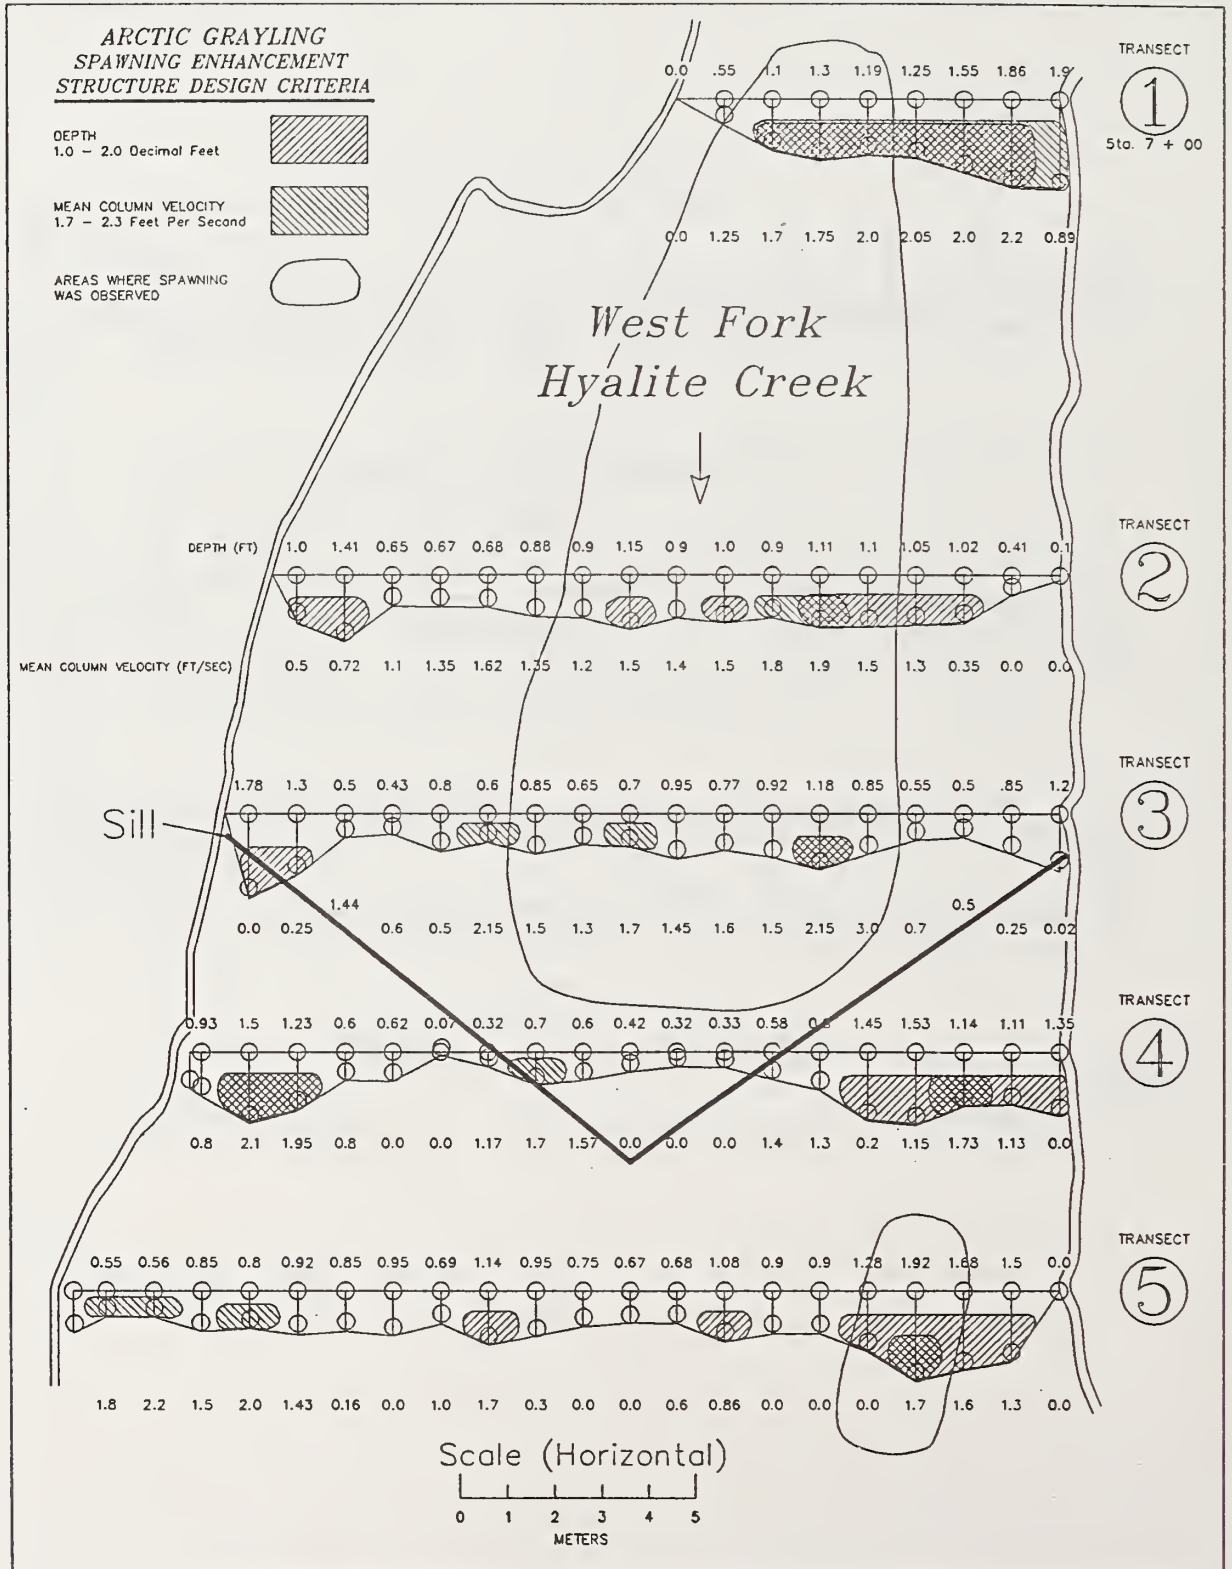 ARCTIC GRAYLING
SPAWNING ENHANCEMENT
STRUCTURE DESIGN CRITERIA
DEPTH
1.0 - 2.0 Decimal Feet
MEAN COLUMN VELOCITY
1.7 - 2.3 Feet Per Second
AREAS WHERE SPAWNING
WAS OBSERVED
TRANSECT
1
Sta. 7 + 00
0.0 .55 1.1 1.3 1.19 1.25 1.55 1.86 1.9
0.0 1.25 1.7 1.75 2.0 2.05 2.0 2.2 0.89
West Fork
Hyalite Creek
TRANSECT
2
DEPTH (FT) 1.0 1.41 0.65 0.67 0.68 0.88 0.9 1.15 0.9 1.0 0.9 1.11 1.1 1.05 1.02 0.41 0.1
MEAN COLUMN VELOCITY (FT/SEC) 0.5 0.72 1.1 1.35 1.62 1.35 1.2 1.5 1.4 1.5 1.8 1.9 1.5 1.3 0.35 0.0 0.0
TRANSECT
3
1.78 1.3 0.5 0.43 0.8 0.6 0.85 0.65 0.7 0.95 0.77 0.92 1.18 0.85 0.55 0.5 .85 1.2
Sill
1.44 0.5
0.0 0.25 0.6 0.5 2.15 1.5 1.3 1.7 1.45 1.6 1.5 2.15 3.0 0.7 0.25 0.02
TRANSECT
4
0.93 1.5 1.23 0.6 0.62 0.07 0.32 0.7 0.6 0.42 0.32 0.33 0.58 1.45 1.53 1.14 1.11 1.35
0.8 2.1 1.95 0.8 0.0 0.0 1.17 1.7 1.57 0.0 0.0 0.0 1.4 1.3 0.2 1.15 1.73 1.13 0.0
TRANSECT
5
0.55 0.56 0.85 0.8 0.92 0.85 0.95 0.69 1.14 0.95 0.75 0.67 0.68 1.08 0.9 0.9 1.28 1.92 1.68 1.5 0.0
1.8 2.2 1.5 2.0 1.43 0.16 0.0 1.0 1.7 0.3 0.0 0.0 0.6 0.86 0.0 0.0 0.0 1.7 1.6 1.3 0.0
Scale (Horizontal)
0 1 2 3 4 5
METERS